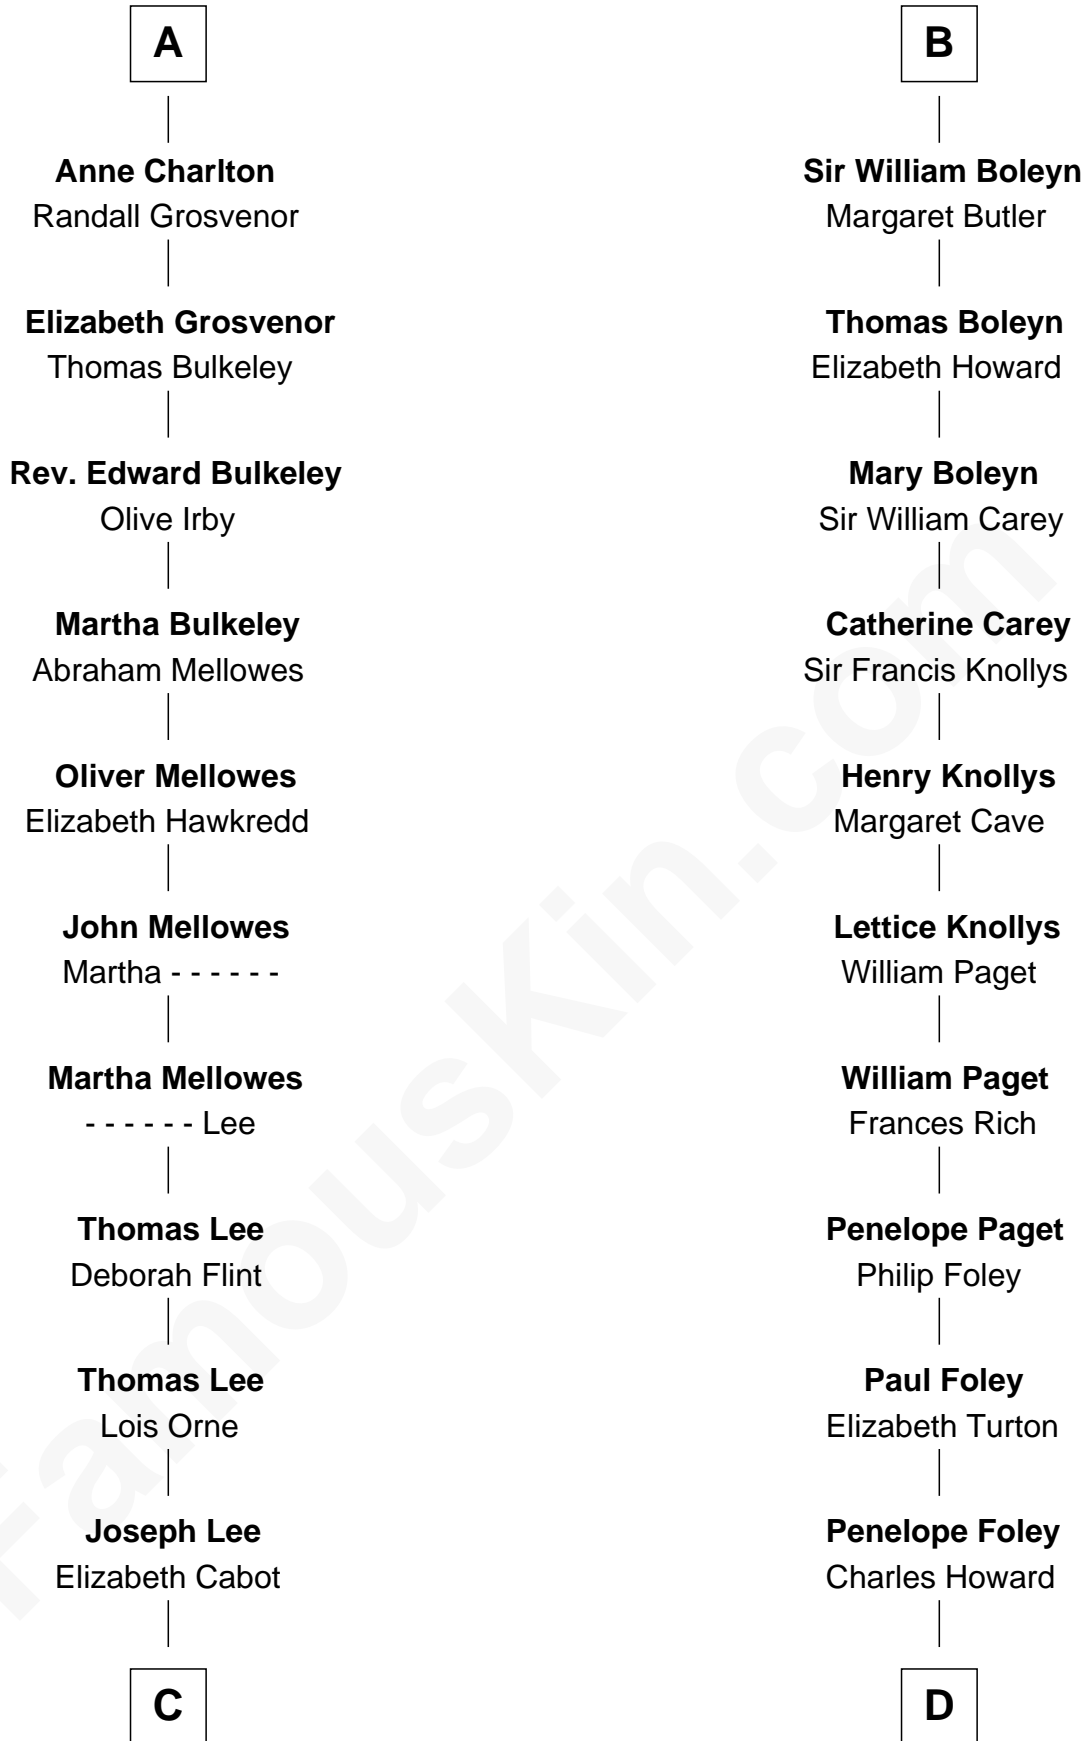 A
Anne Charlton
Randall Grosvenor
Elizabeth Grosvenor
Thomas Bulkeley
Rev. Edward Bulkeley
Olive Irby
Martha Bulkeley
Abraham Mellowes
Oliver Mellowes
Elizabeth Hawkredd
John Mellowes
Martha - - - - - -
Martha Mellowes
- - - - - - Lee
Thomas Lee
Deborah Flint
Thomas Lee
Lois Orne
Joseph Lee
Elizabeth Cabot
C
B
Sir William Boleyn
Margaret Butler
Thomas Boleyn
Elizabeth Howard
Mary Boleyn
Sir William Carey
Catherine Carey
Sir Francis Knollys
Henry Knollys
Margaret Cave
Lettice Knollys
William Paget
William Paget
Frances Rich
Penelope Paget
Philip Foley
Paul Foley
Elizabeth Turton
Penelope Foley
Charles Howard
D
FamousKin.com